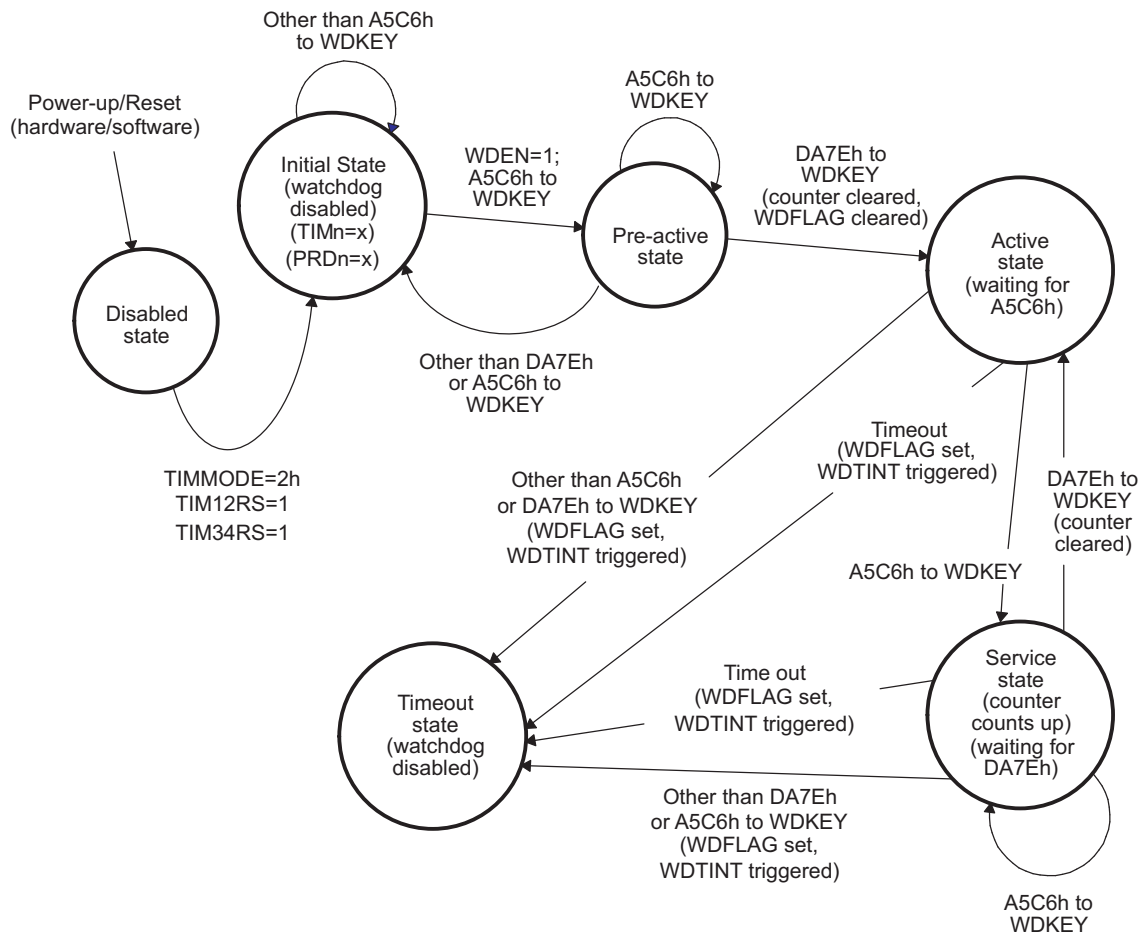 Other than A5C6h
to WDKEY
Power-up/Reset
(hardware/software)
Initial State
(watchdog
disabled)
(TIMn=x)
(PRDn=x)
WDEN=1;
A5C6h to
WDKEY
A5C6h to
WDKEY
Pre-active
state
DA7Eh to
WDKEY
(counter cleared,
WDFLAG cleared)
Active
state
(waiting for
A5C6h)
Disabled
state
Other than DA7Eh
or A5C6h to
WDKEY
TIMMODE=2h
TIM12RS=1
TIM34RS=1
Other than A5C6h
or DA7Eh to WDKEY
(WDFLAG set,
WDTINT triggered)
Timeout
(WDFLAG set,
WDTINT triggered)
DA7Eh to
WDKEY
(counter
cleared)
A5C6h to WDKEY
Timeout
state
(watchdog
disabled)
Time out
(WDFLAG set,
WDTINT triggered)
Service
state
(counter
counts up)
(waiting for
DA7Eh)
Other than DA7Eh
or A5C6h to WDKEY
(WDFLAG set,
WDTINT triggered)
A5C6h to
WDKEY